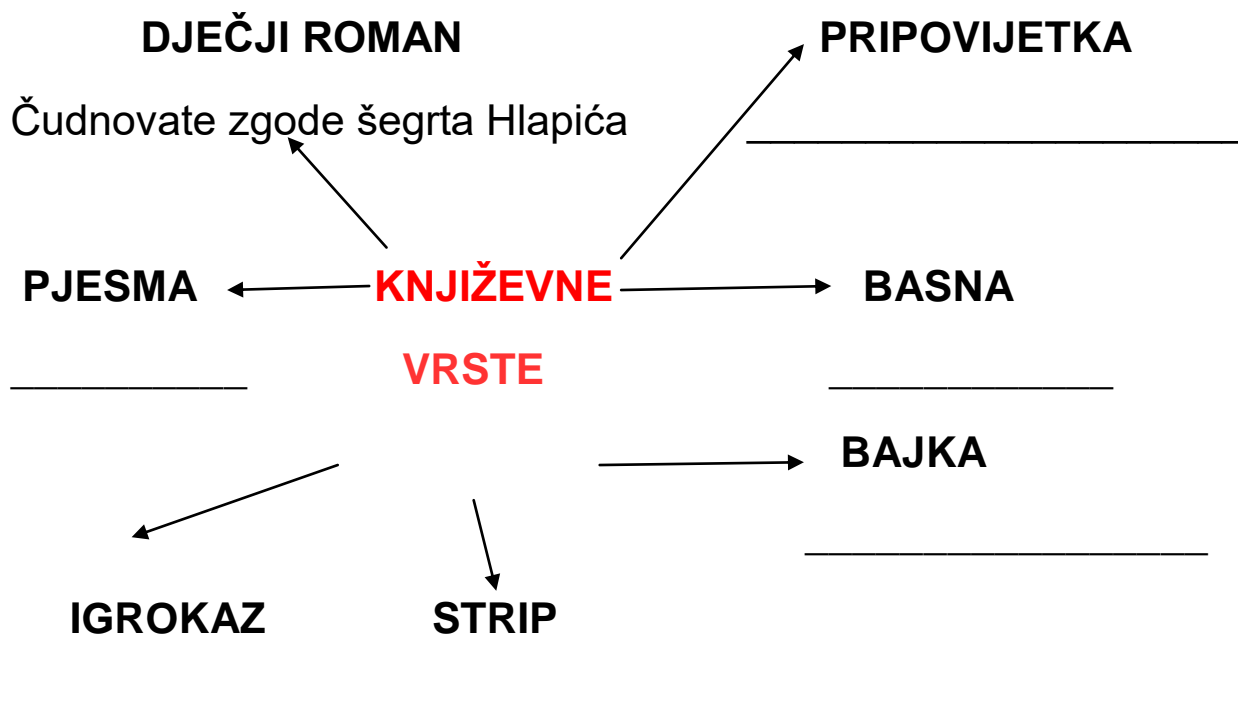 DJEČJI ROMAN
PRIPOVIJETKA
Čudnovate zgode šegrta Hlapića
PJESMA
KNJIŽEVNE
BASNA
VRSTE
BAJKA
IGROKAZ
STRIP